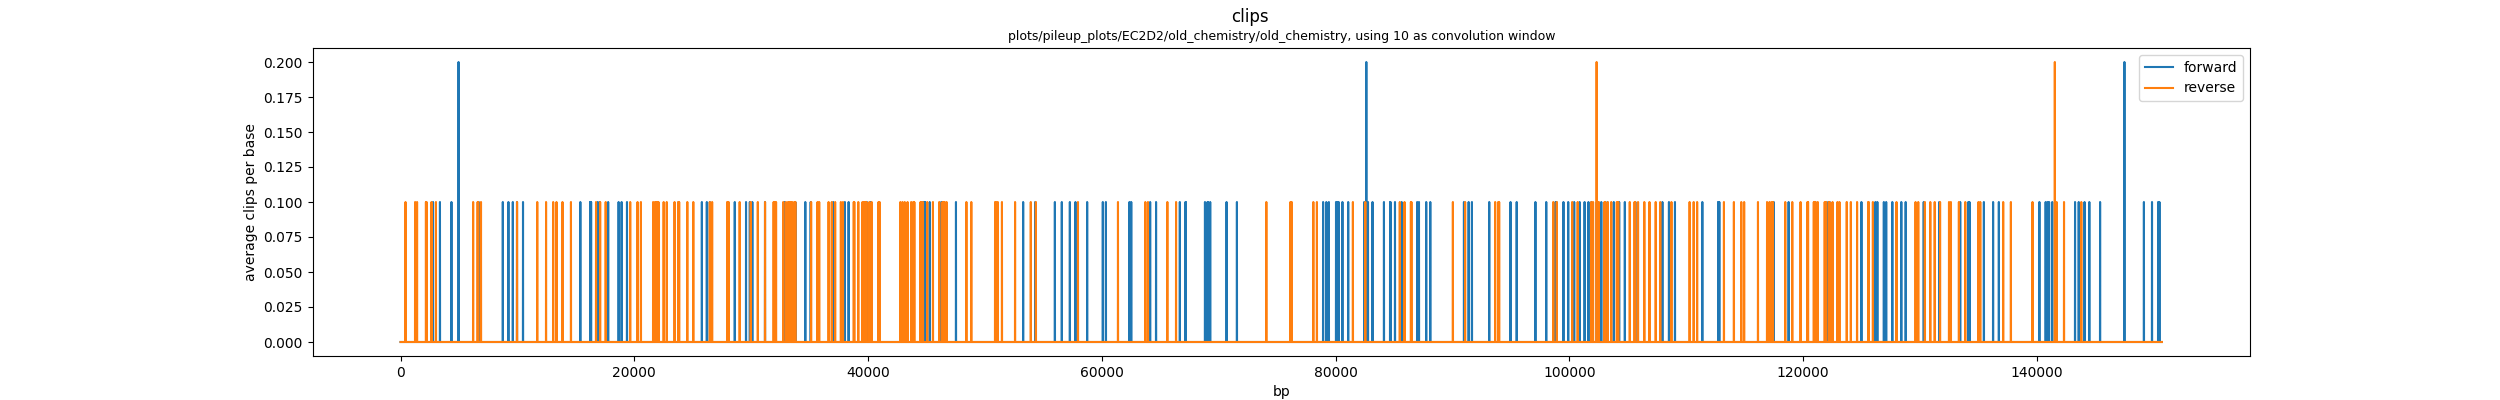 clips
plots/pileup_plots/EC2D2/old_chemistry/old_chemistry, using 10 as convolution window
average clips per base
0.200
0.175
0.150
0.125
0.100
0.075
0.050
0.025
0.000
forward
reverse
0
20000
40000
60000
80000
100000
120000
140000
bp